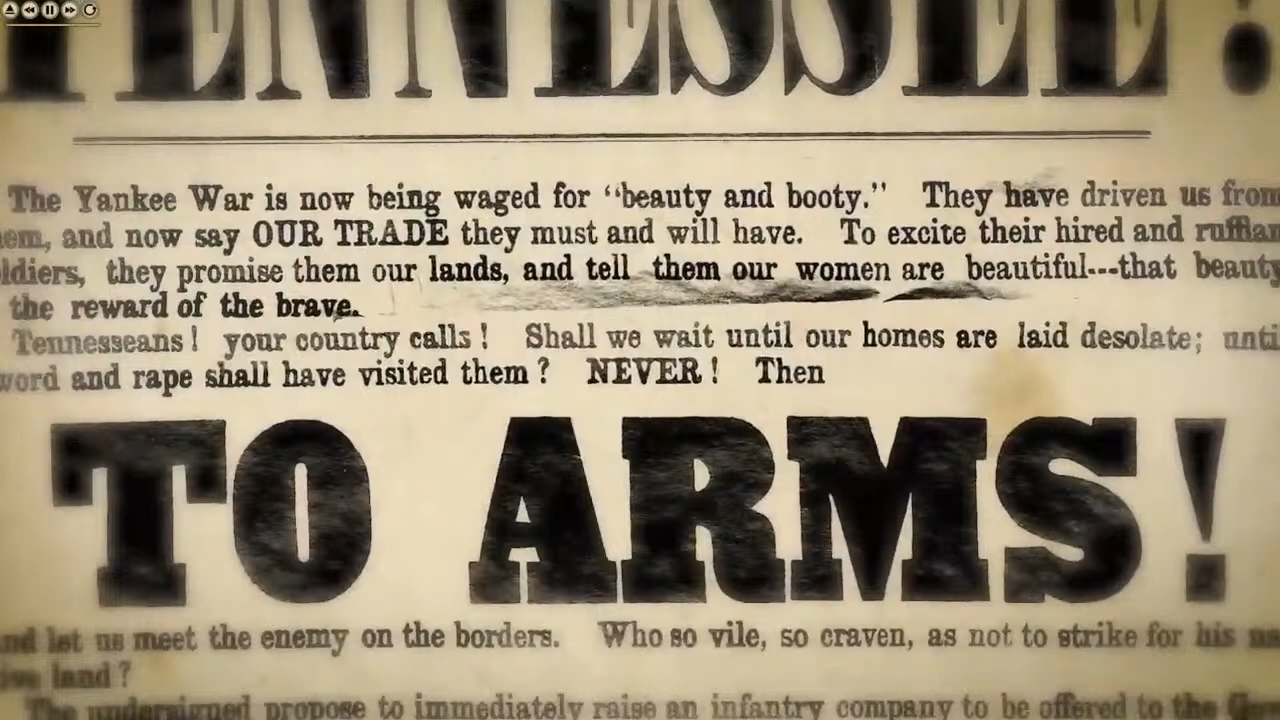 TENNESSEE!
The Yankee War is now being waged for "beauty and booty." They have driven us from
em, and now say OUR TRADE they must and will have. To excite their hired and ruffian
ldiers, they promise them our lands, and tell them our women are beautiful---that beauty
the reward of the brave.
Tennesseans! your country calls! Shall we wait until our homes are laid desolate; unti
word and rape shall have visited them? NEVER! Then
TO ARMS!
nd let us meet the enemy on the borders. Who so vile, so craven, as not to strike for his na
ive land?
The undersigned propose to immediately raise an infantry company to be offered to the